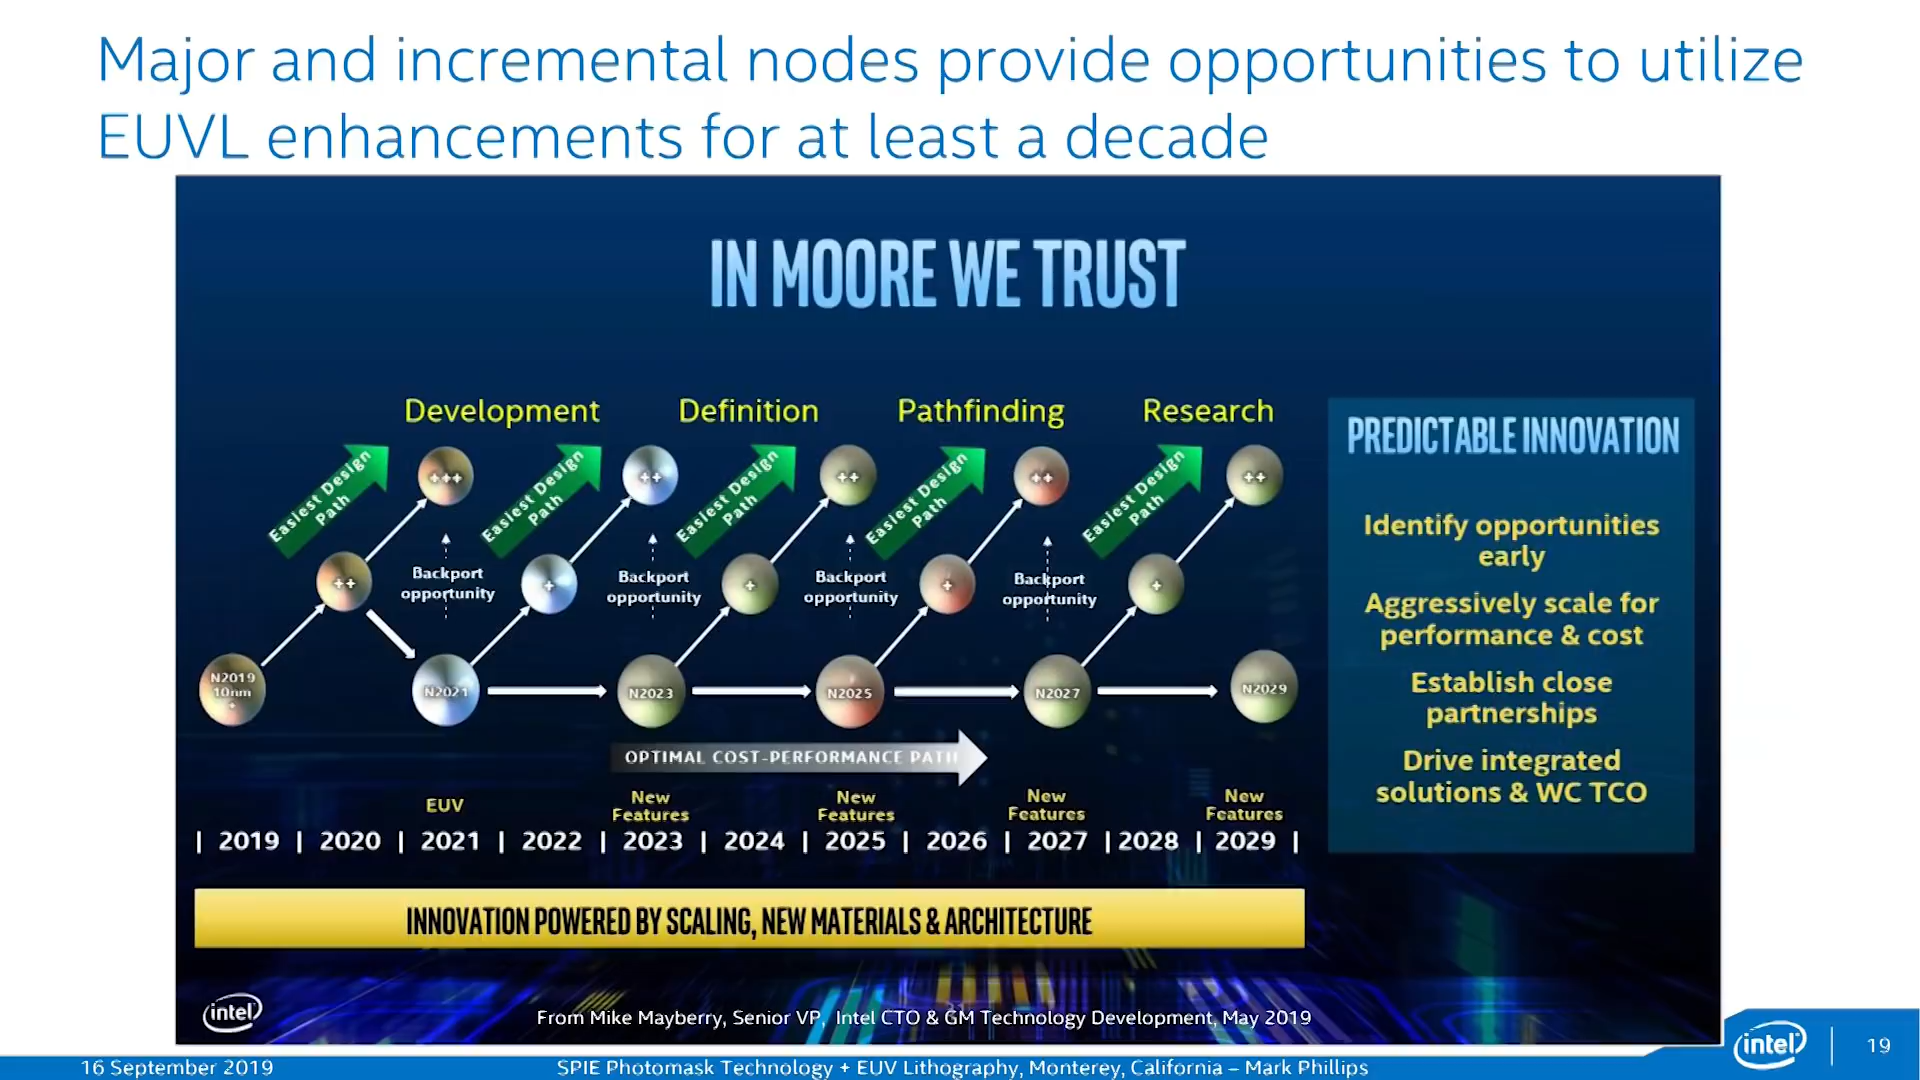 Major and incremental nodes provide opportunities to utilize
EUVL enhancements for at least a decade
IN MOORE WE TRUST
Development
Definition
Pathfinding
Research
Easiest Design
Path
+++
Easiest Design
Path
++
Easiest Design
Path
++
Easiest Design
Path
++
Easiest Design
Path
++
++
Backport
opportunity
+
Backport
opportunity
+
Backport
opportunity
+
Backport
opportunity
+
N2019
10nm
+
N2021
N2023
N2025
N2027
N2029
OPTIMAL COST-PERFORMANCE PATH
EUV
New
Features
New
Features
New
Features
New
Features
| 2019 | 2020 | 2021 | 2022 | 2023 | 2024 | 2025 | 2026 | 2027 | 2028 | 2029 |
INNOVATION POWERED BY SCALING, NEW MATERIALS & ARCHITECTURE
PREDICTABLE INNOVATION
Identify opportunities
early
Aggressively scale for
performance & cost
Establish close
partnerships
Drive integrated
solutions & WC TCO
intel
21
From Mike Mayberry, Senior VP, Intel CTO & GM Technology Development, May 2019
intel
19
16 September 2019
SPIE Photomask Technology + EUV Lithography, Monterey, California – Mark Phillips